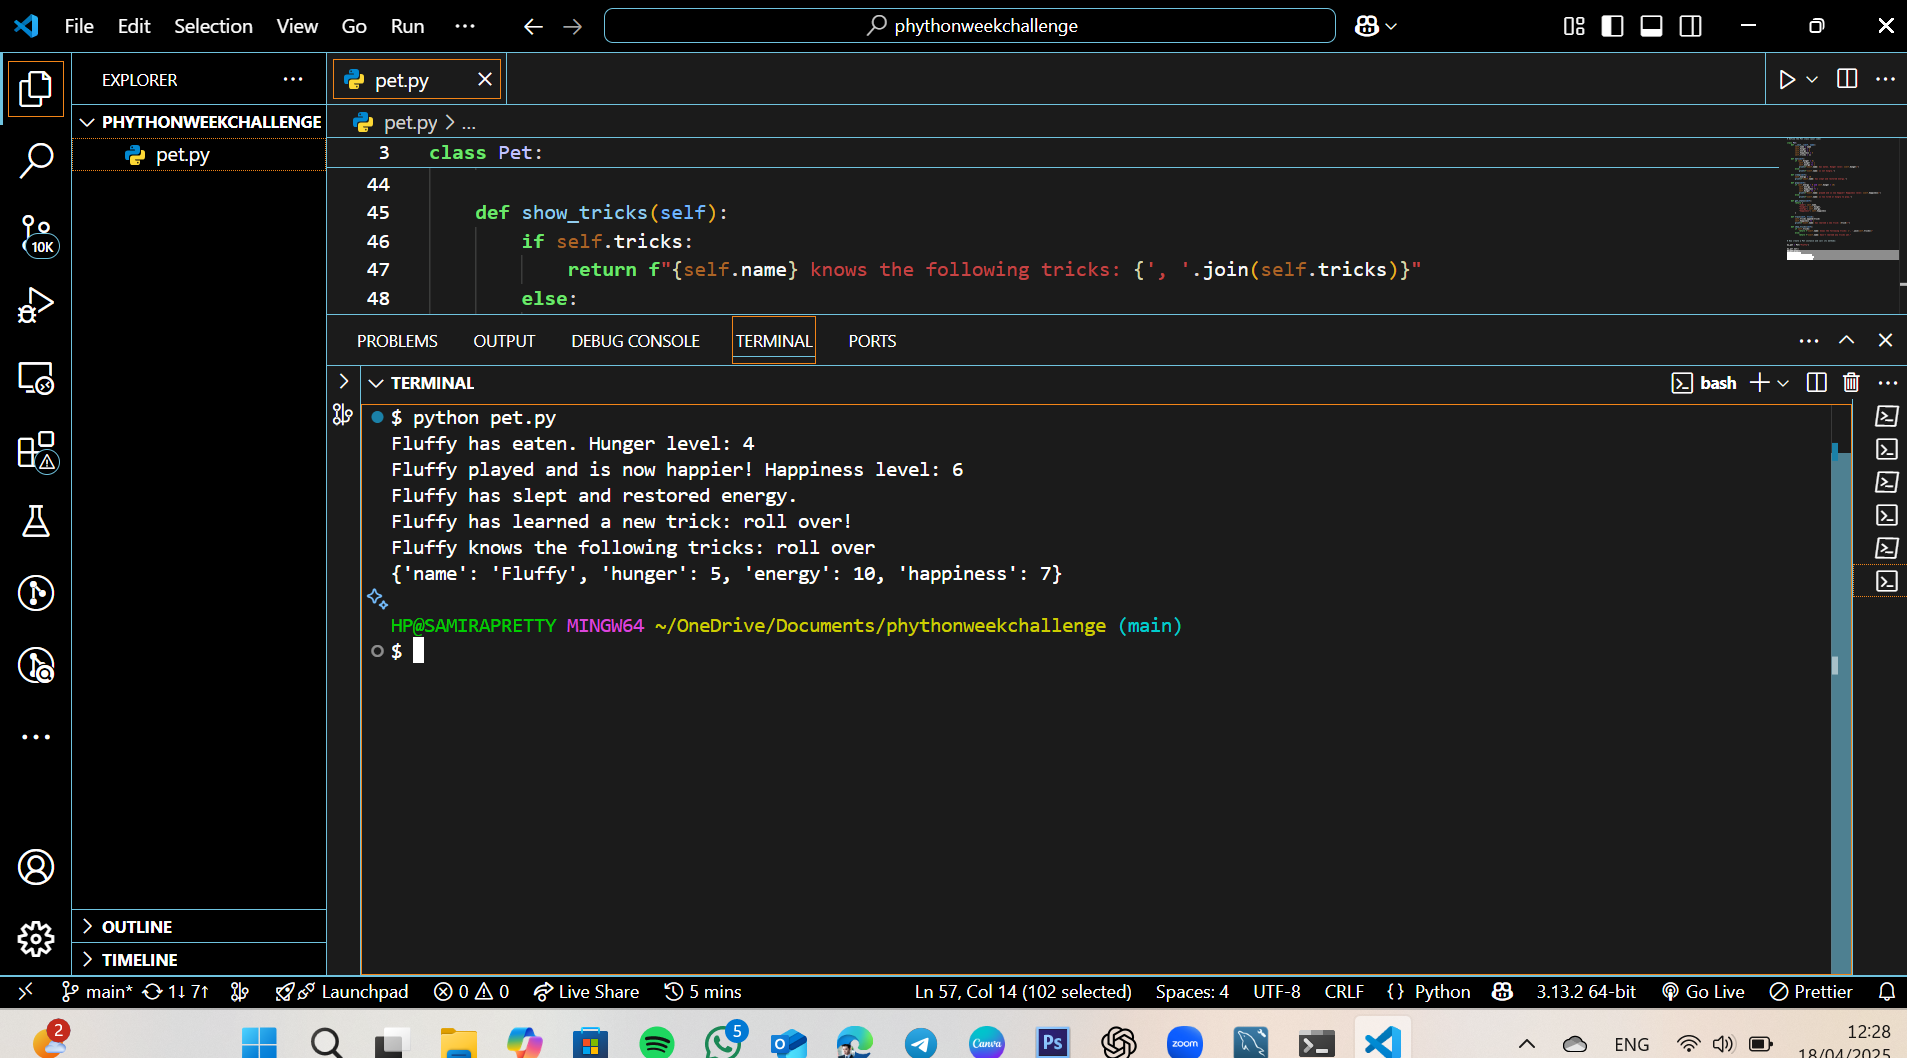 File Edit Selection View Go Run ... phythonweekchallenge
EXPLORER ... pet.py
PHYTHONWEEKCHALLENGE
pet.py
10K
pet.py > ...
3 class Pet:
44
45 def show_tricks(self):
46 if self.tricks:
47 return f"{self.name} knows the following tricks: {', '.join(self.tricks)}"
48 else:
PROBLEMS OUTPUT DEBUG CONSOLE TERMINAL PORTS
TERMINAL bash
$ python pet.py
Fluffy has eaten. Hunger level: 4
Fluffy played and is now happier! Happiness level: 6
Fluffy has slept and restored energy.
Fluffy has learned a new trick: roll over!
Fluffy knows the following tricks: roll over
{'name': 'Fluffy', 'hunger': 5, 'energy': 10, 'happiness': 7}
HP@SAMIRAPRETTY MINGW64 ~/OneDrive/Documents/phythonweekchallenge (main)
$
OUTLINE
TIMELINE
main* 1↓ 7↑ Launchpad 0 0 Live Share 5 mins Ln 57, Col 14 (102 selected) Spaces: 4 UTF-8 CRLF {} Python 3.13.2 64-bit Go Live Prettier
2 5 Canva Ps zoom ENG 12:28
18/04/2025